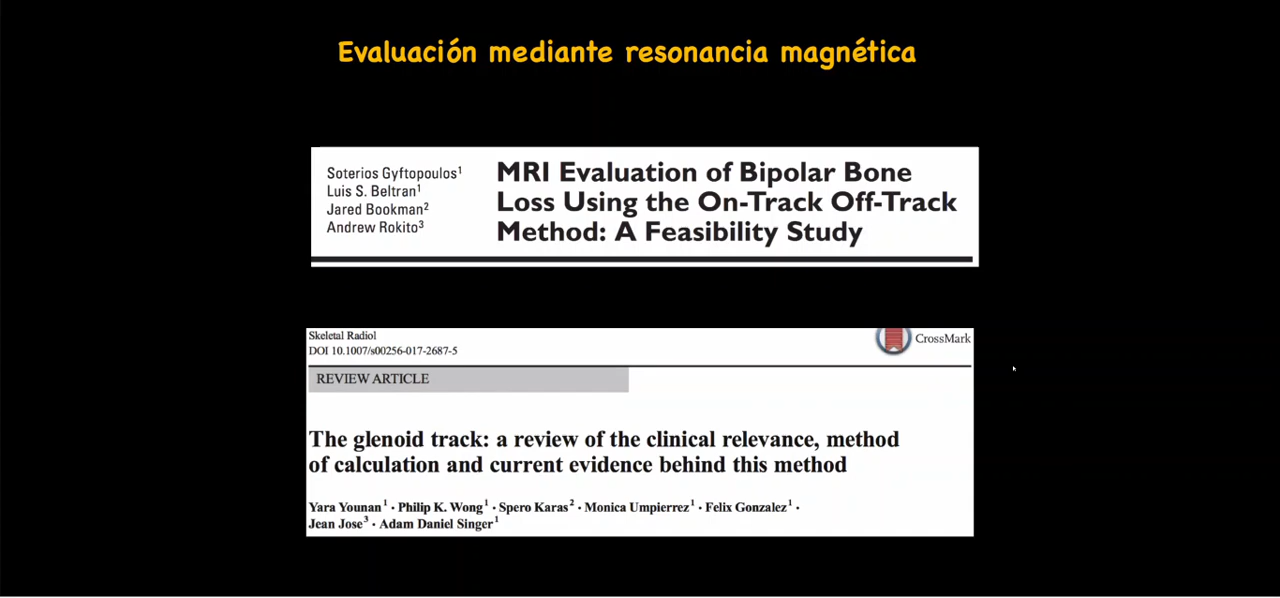 Evaluación mediante resonancia magnética
Soterios Gyftopoulos¹
Luis S. Beltran¹
Jared Bookman²
Andrew Rokito³
MRI Evaluation of Bipolar Bone
Loss Using the On-Track Off-Track
Method: A Feasibility Study
Skeletal Radiol
DOI 10.1007/s00256-017-2687-5
CrossMark
REVIEW ARTICLE
The glenoid track: a review of the clinical relevance, method
of calculation and current evidence behind this method
Yara Younan¹ · Philip K. Wong¹ · Spero Karas² · Monica Umpierrez¹ · Felix Gonzalez¹ ·
Jean Jose³ · Adam Daniel Singer¹